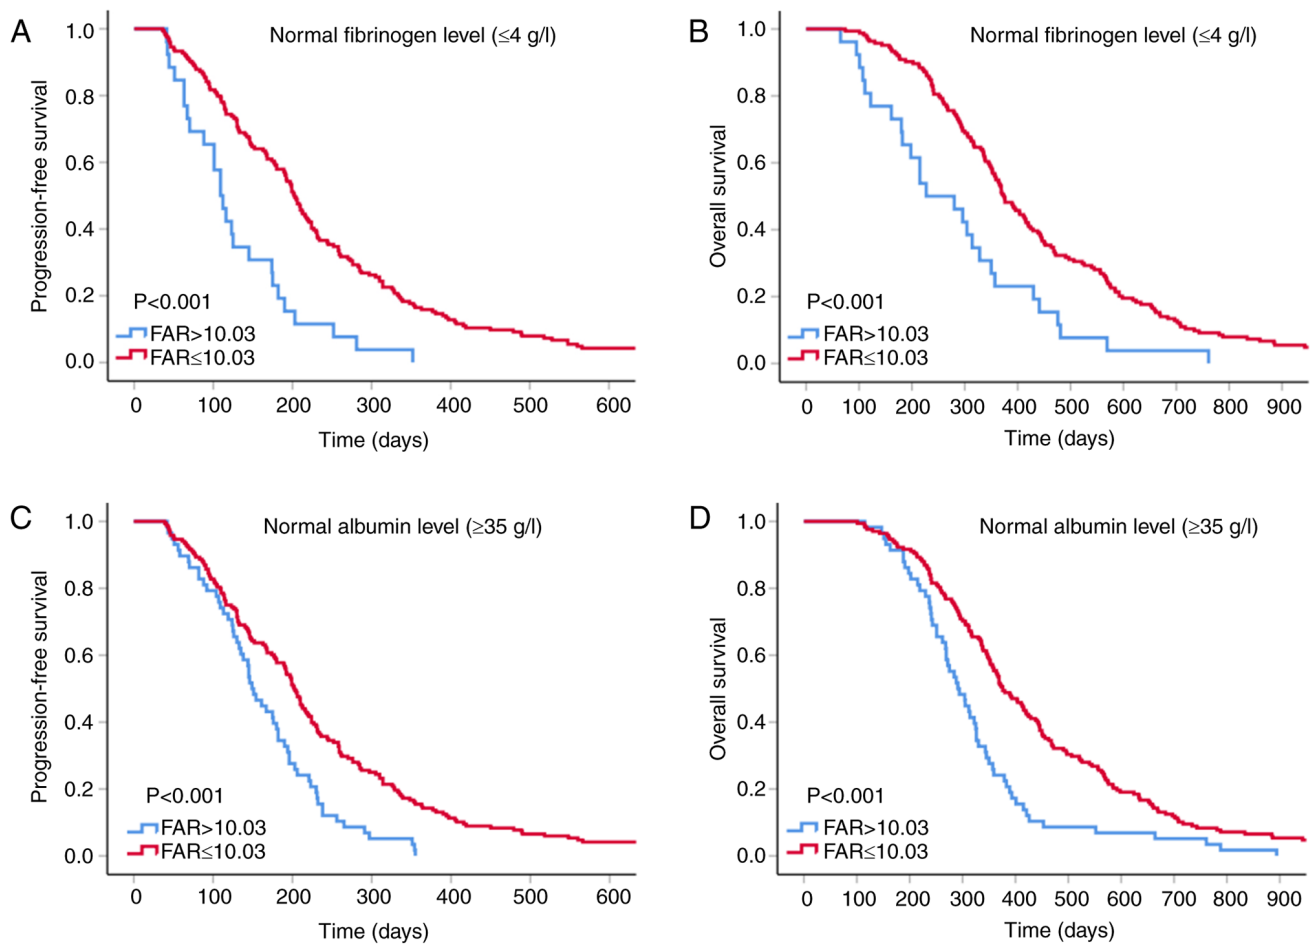 A
Normal fibrinogen level (≤4 g/l)
Progression-free survival
1.0
0.8
0.6
0.4
0.2
0.0
P<0.001
FAR>10.03
FAR≤10.03
0 100 200 300 400 500 600
Time (days)
B
Normal fibrinogen level (≤4 g/l)
Overall survival
1.0
0.8
0.6
0.4
0.2
0.0
P<0.001
FAR>10.03
FAR≤10.03
0 100 200 300 400 500 600 700 800 900
Time (days)
C
Normal albumin level (≥35 g/l)
Progression-free survival
1.0
0.8
0.6
0.4
0.2
0.0
P<0.001
FAR>10.03
FAR≤10.03
0 100 200 300 400 500 600
Time (days)
D
Normal albumin level (≥35 g/l)
Overall survival
1.0
0.8
0.6
0.4
0.2
0.0
P<0.001
FAR>10.03
FAR≤10.03
0 100 200 300 400 500 600 700 800 900
Time (days)